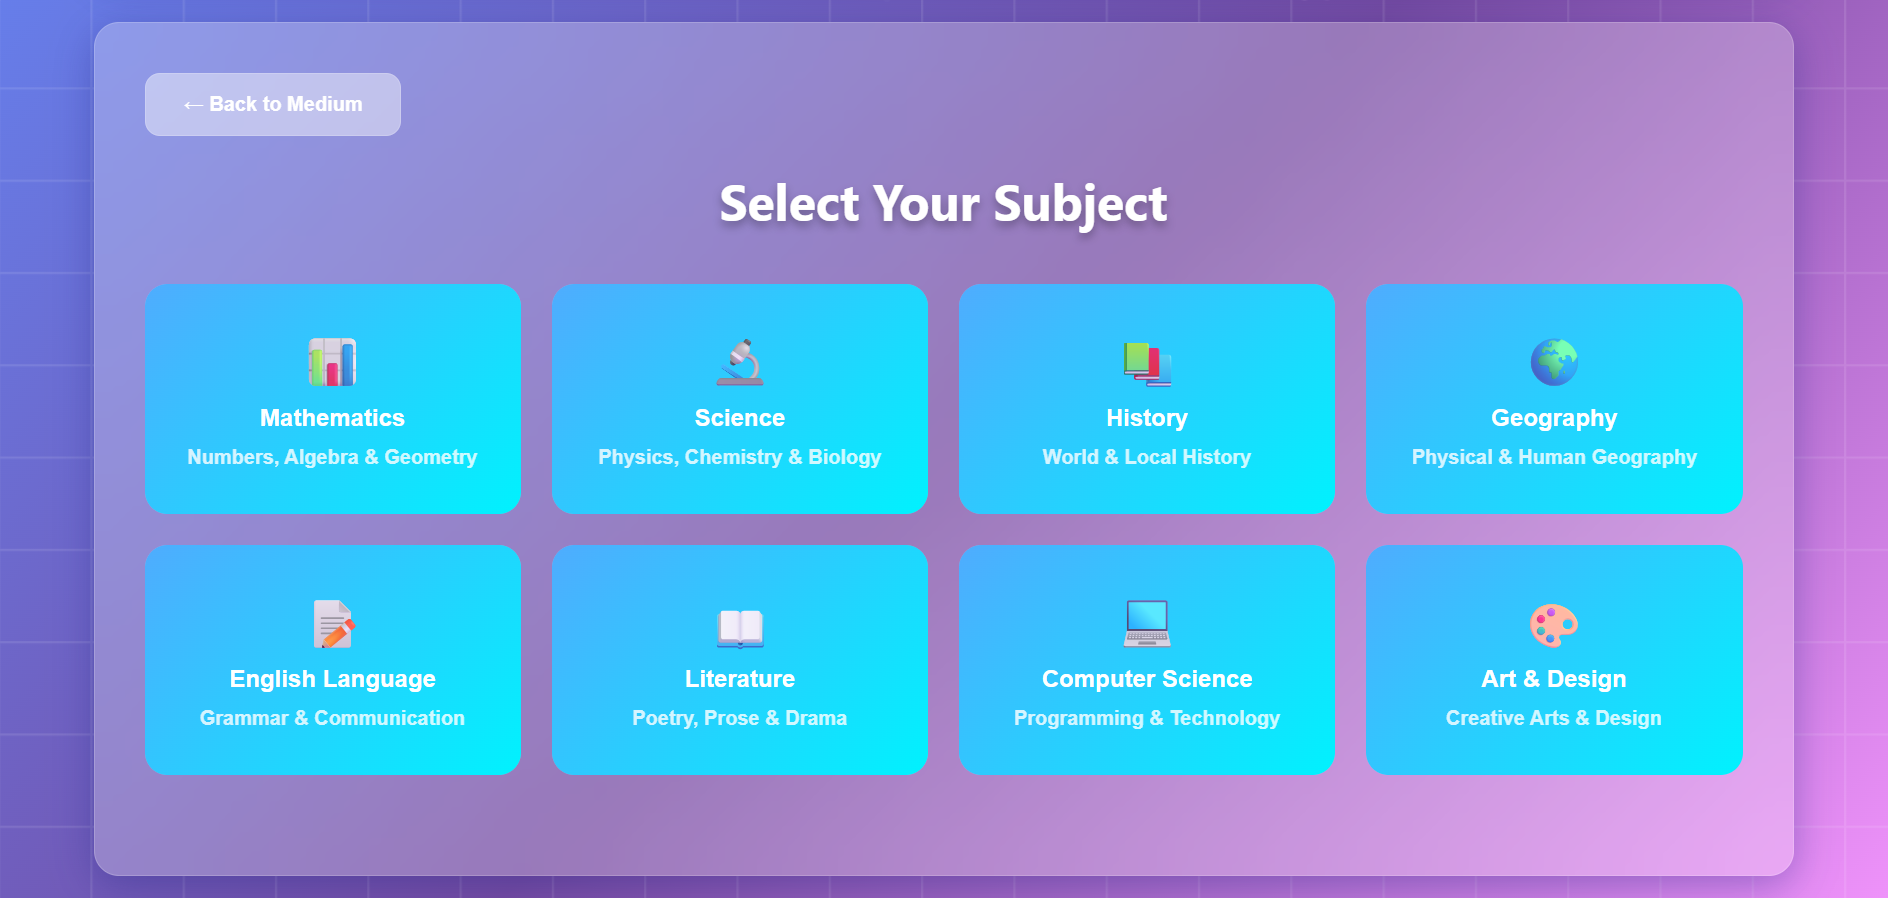 ← Back to Medium
Select Your Subject
Mathematics
Numbers, Algebra & Geometry
Science
Physics, Chemistry & Biology
History
World & Local History
Geography
Physical & Human Geography
English Language
Grammar & Communication
Literature
Poetry, Prose & Drama
Computer Science
Programming & Technology
Art & Design
Creative Arts & Design